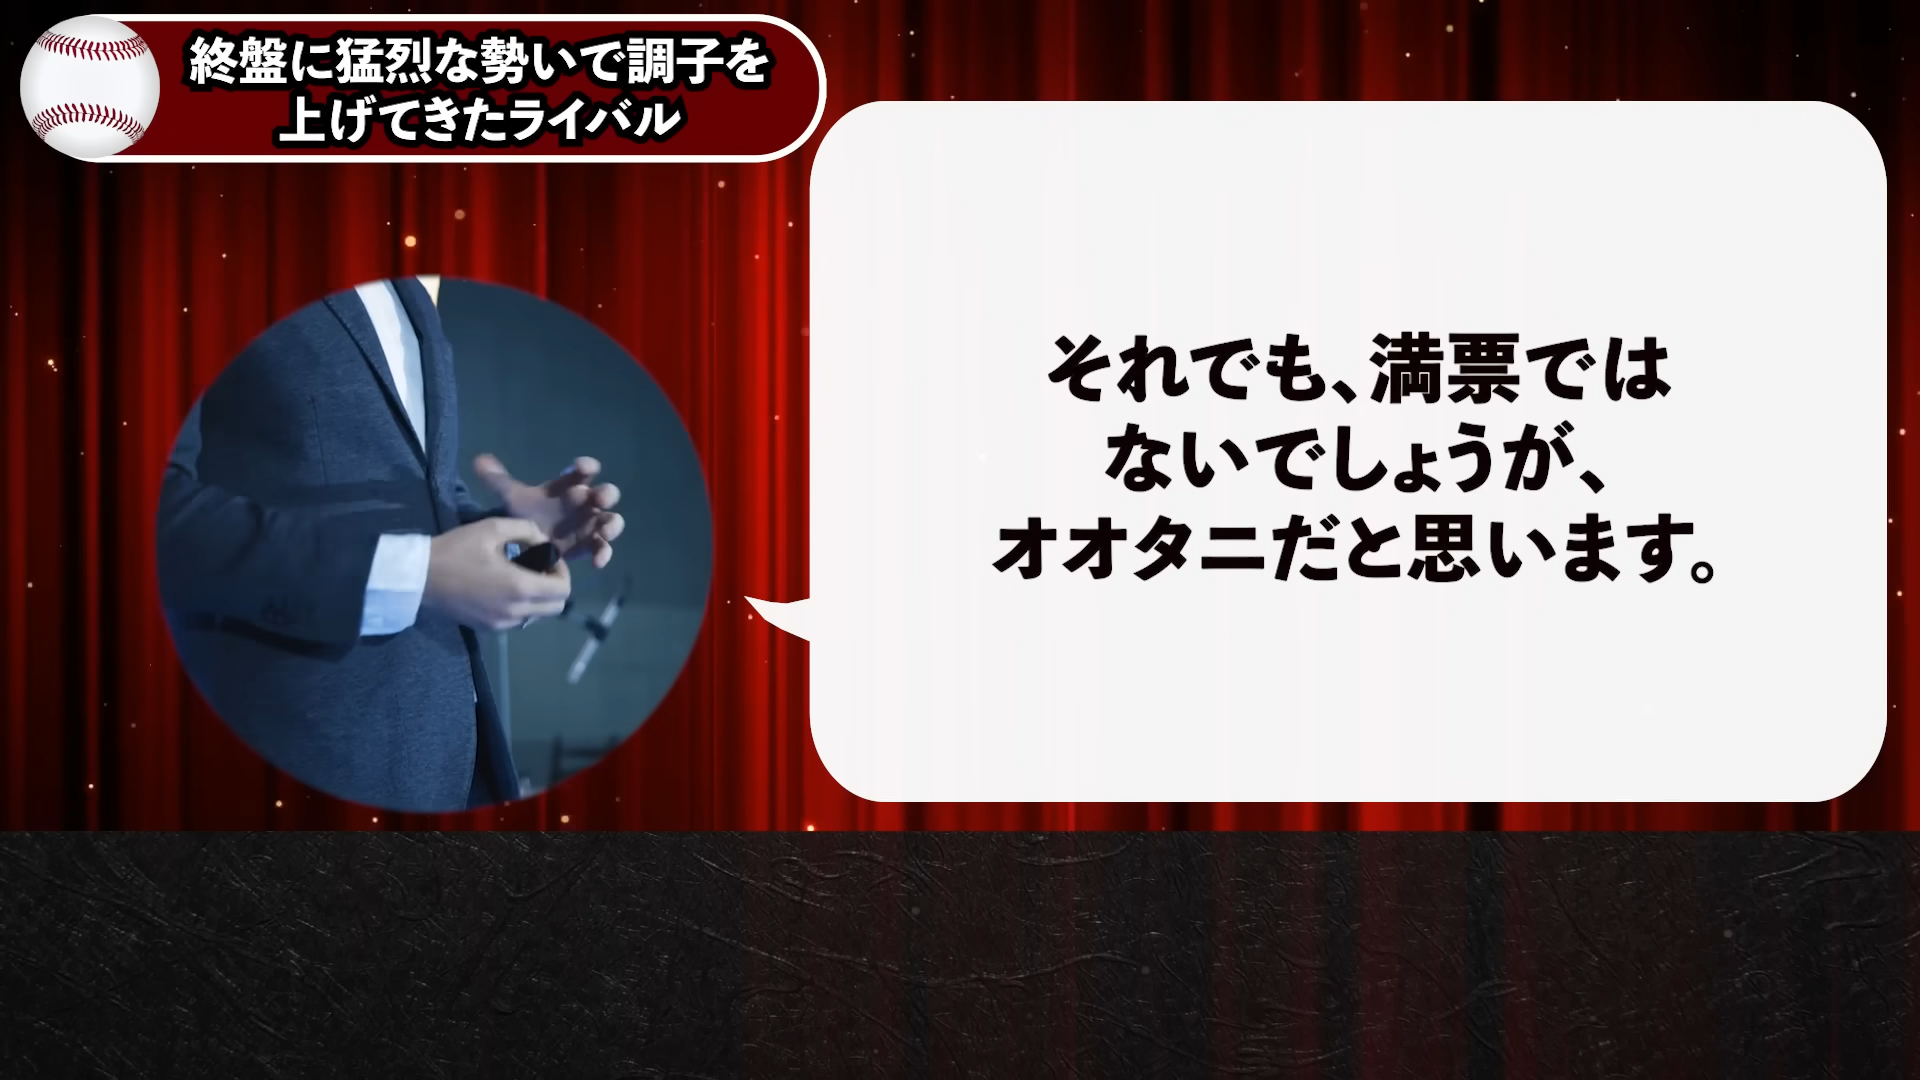 終盤に猛烈な勢いで調子を
上げてきたライバル
それでも、満票では
ないでしょうが、
オオタニだと思います。